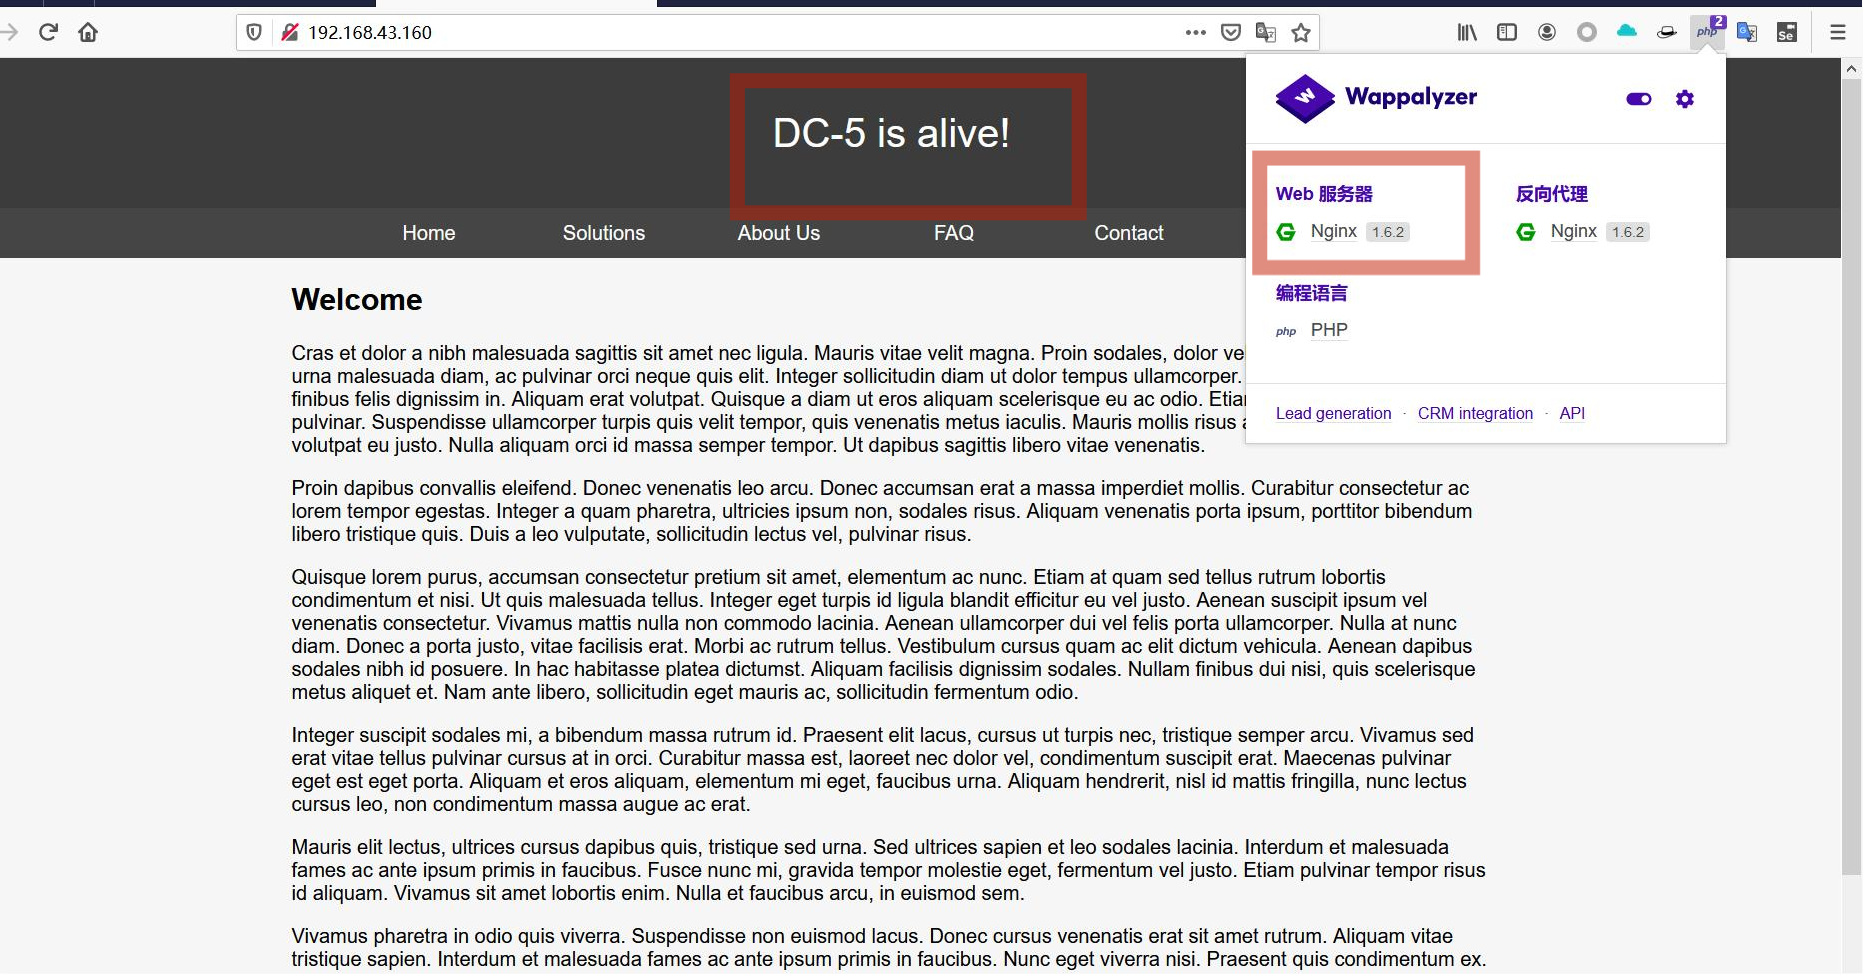 192.168.43.160
php
2
Se
DC-5 is alive!
Wappalyzer
Web 服务器
反向代理
Nginx 1.6.2
Nginx 1.6.2
编程语言
php PHP
Lead generation · CRM integration · API
Home Solutions About Us FAQ Contact
Welcome
Cras et dolor a nibh malesuada sagittis sit amet nec ligula. Mauris vitae velit magna. Proin sodales, dolor ve
urna malesuada diam, ac pulvinar orci neque quis elit. Integer sollicitudin diam ut dolor tempus ullamcorper.
finibus felis dignissim in. Aliquam erat volutpat. Quisque a diam ut eros aliquam scelerisque eu ac odio. Etia
pulvinar. Suspendisse ullamcorper turpis quis velit tempor, quis venenatis metus iaculis. Mauris mollis risus
volutpat eu justo. Nulla aliquam orci id massa semper tempor. Ut dapibus sagittis libero vitae venenatis.
Proin dapibus convallis eleifend. Donec venenatis leo arcu. Donec accumsan erat a massa imperdiet mollis. Curabitur consectetur ac
lorem tempor egestas. Integer a quam pharetra, ultricies ipsum non, sodales risus. Aliquam venenatis porta ipsum, porttitor bibendum
libero tristique quis. Duis a leo vulputate, sollicitudin lectus vel, pulvinar risus.
Quisque lorem purus, accumsan consectetur pretium sit amet, elementum ac nunc. Etiam at quam sed tellus rutrum lobortis
condimentum et nisi. Ut quis malesuada tellus. Integer eget turpis id ligula blandit efficitur eu vel justo. Aenean suscipit ipsum vel
venenatis consectetur. Vivamus mattis nulla non commodo lacinia. Aenean ullamcorper dui vel felis porta ullamcorper. Nulla at nunc
diam. Donec a porta justo, vitae facilisis erat. Morbi ac rutrum tellus. Vestibulum cursus quam ac elit dictum vehicula. Aenean dapibus
sodales nibh id posuere. In hac habitasse platea dictumst. Aliquam facilisis dignissim sodales. Nullam finibus dui nisi, quis scelerisque
metus aliquet et. Nam ante libero, sollicitudin eget mauris ac, sollicitudin fermentum odio.
Integer suscipit sodales mi, a bibendum massa rutrum id. Praesent elit lacus, cursus ut turpis nec, tristique semper arcu. Vivamus sed
erat vitae tellus pulvinar cursus at in orci. Curabitur massa est, laoreet nec dolor vel, condimentum suscipit erat. Maecenas pulvinar
eget est eget porta. Aliquam et eros aliquam, elementum mi eget, faucibus urna. Aliquam hendrerit, nisl id mattis fringilla, nunc lectus
cursus leo, non condimentum massa augue ac erat.
Mauris elit lectus, ultrices cursus dapibus quis, tristique sed urna. Sed ultrices sapien et leo sodales lacinia. Interdum et malesuada
fames ac ante ipsum primis in faucibus. Fusce nunc mi, gravida tempor molestie eget, fermentum vel justo. Etiam pulvinar tempor risus
id aliquam. Vivamus sit amet lobortis enim. Nulla et faucibus arcu, in euismod sem.
Vivamus pharetra in odio quis viverra. Suspendisse non euismod lacus. Donec cursus venenatis erat sit amet rutrum. Aliquam vitae
tristique sapien. Interdum et malesuada fames ac ante ipsum primis in faucibus. Nunc eget viverra nisi. Praesent quis condimentum ex.